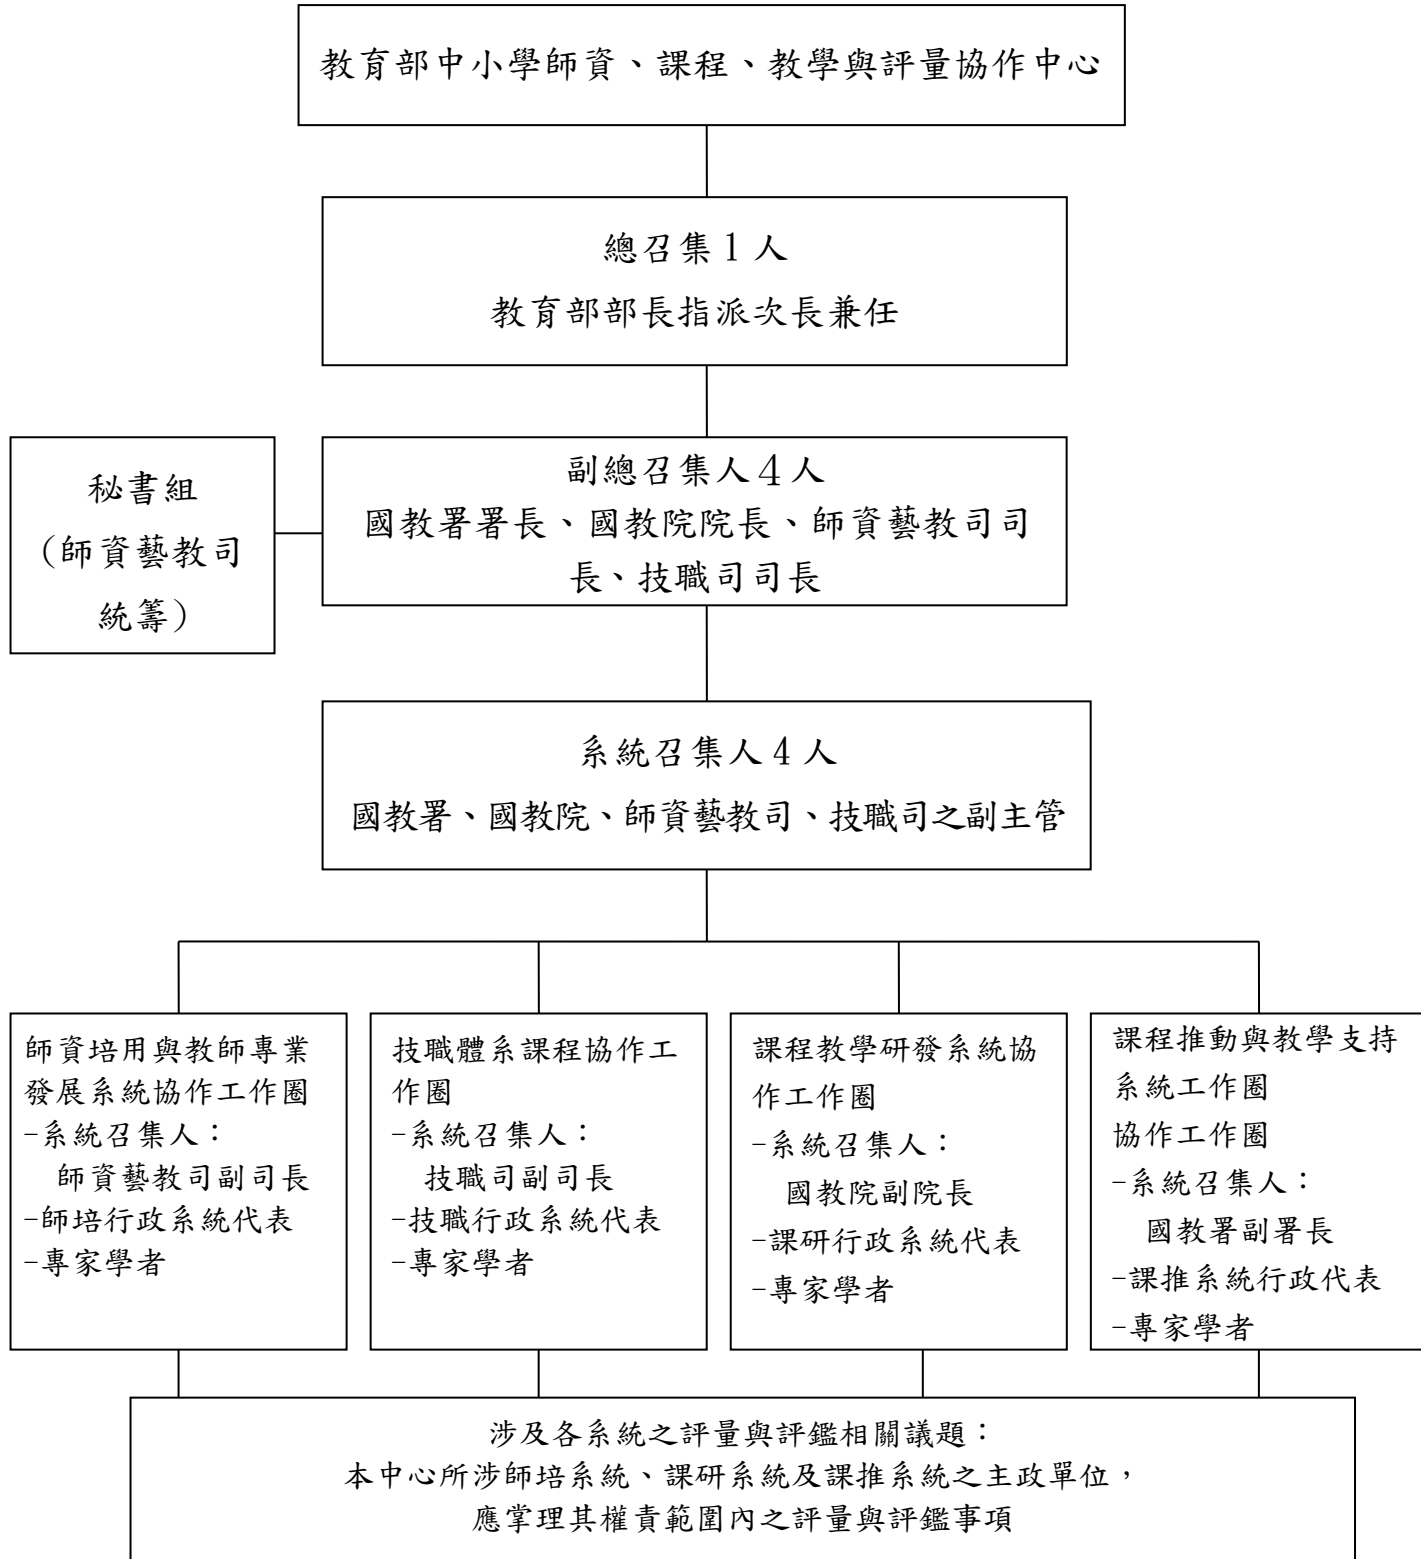 教育部中小學師資、課程、教學與評量協作中心
總召集1人
教育部部長指派次長兼任
秘書組
(師資藝教司
統籌)
副總召集人4人
國教署署長、國教院院長、師資藝教司司
長、技職司司長
系統召集人4人
國教署、國教院、師資藝教司、技職司之副主管
師資培用與教師專業
發展系統協作工作圈
-系統召集人：
師資藝教司副司長
-師培行政系統代表
-專家學者
技職體系課程協作工
作圈
-系統召集人：
技職司副司長
-技職行政系統代表
-專家學者
課程教學研發系統協
作工作圈
-系統召集人：
國教院副院長
-課研行政系統代表
-專家學者
課程推動與教學支持
系統工作圈
協作工作圈
-系統召集人：
國教署副署長
-課推系統行政代表
-專家學者
涉及各系統之評量與評鑑相關議題：
本中心所涉師培系統、課研系統及課推系統之主政單位，
應掌理其權責範圍內之評量與評鑑事項